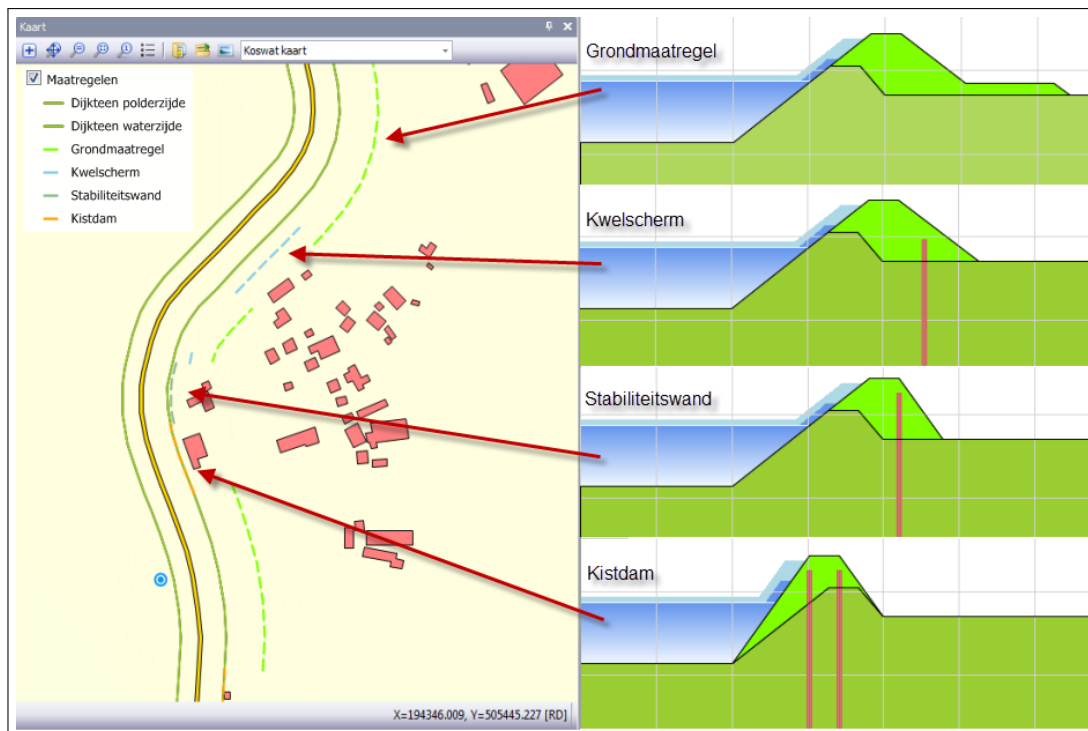 Kaart
Koswat kaart
Maatregelen
Dijkteen polderzijde
Dijkteen waterzijde
Grondmaatregel
Kwelscherm
Stabiliteitswand
Kistdam
X=194346.009, Y=505445.227 [RD]
Grondmaatregel
Kwelscherm
Stabiliteitswand
Kistdam